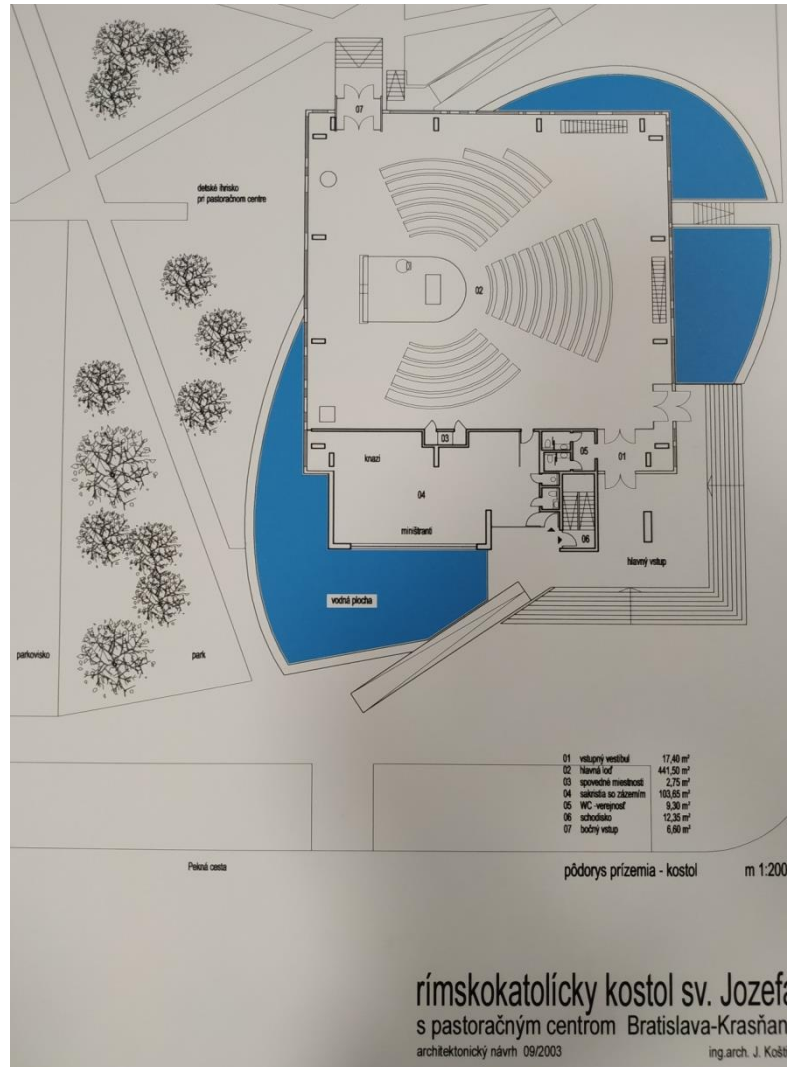 07
detské ihrisko
pri pastoračnom centre
02
03
05
01
knazi
04
miništranti
06
hlavný vstup
vodná plocha
parkovisko
park
01 vstupný vestibul 17,40 m²
02 hlavná loď 441,50 m²
03 spovedné miestnosti 2,75 m²
04 sakristia so zázemím 103,65 m²
05 WC -verejnosť 9,30 m²
06 schodisko 12,35 m²
07 bočný vstup 6,60 m²
Pekná cesta
pôdorys prízemia - kostol m 1:200
rímskokatolícky kostol sv. Jozefa
s pastoračným centrom Bratislava-Krasňan
architektonický návrh 09/2003 ing.arch. J. Košti